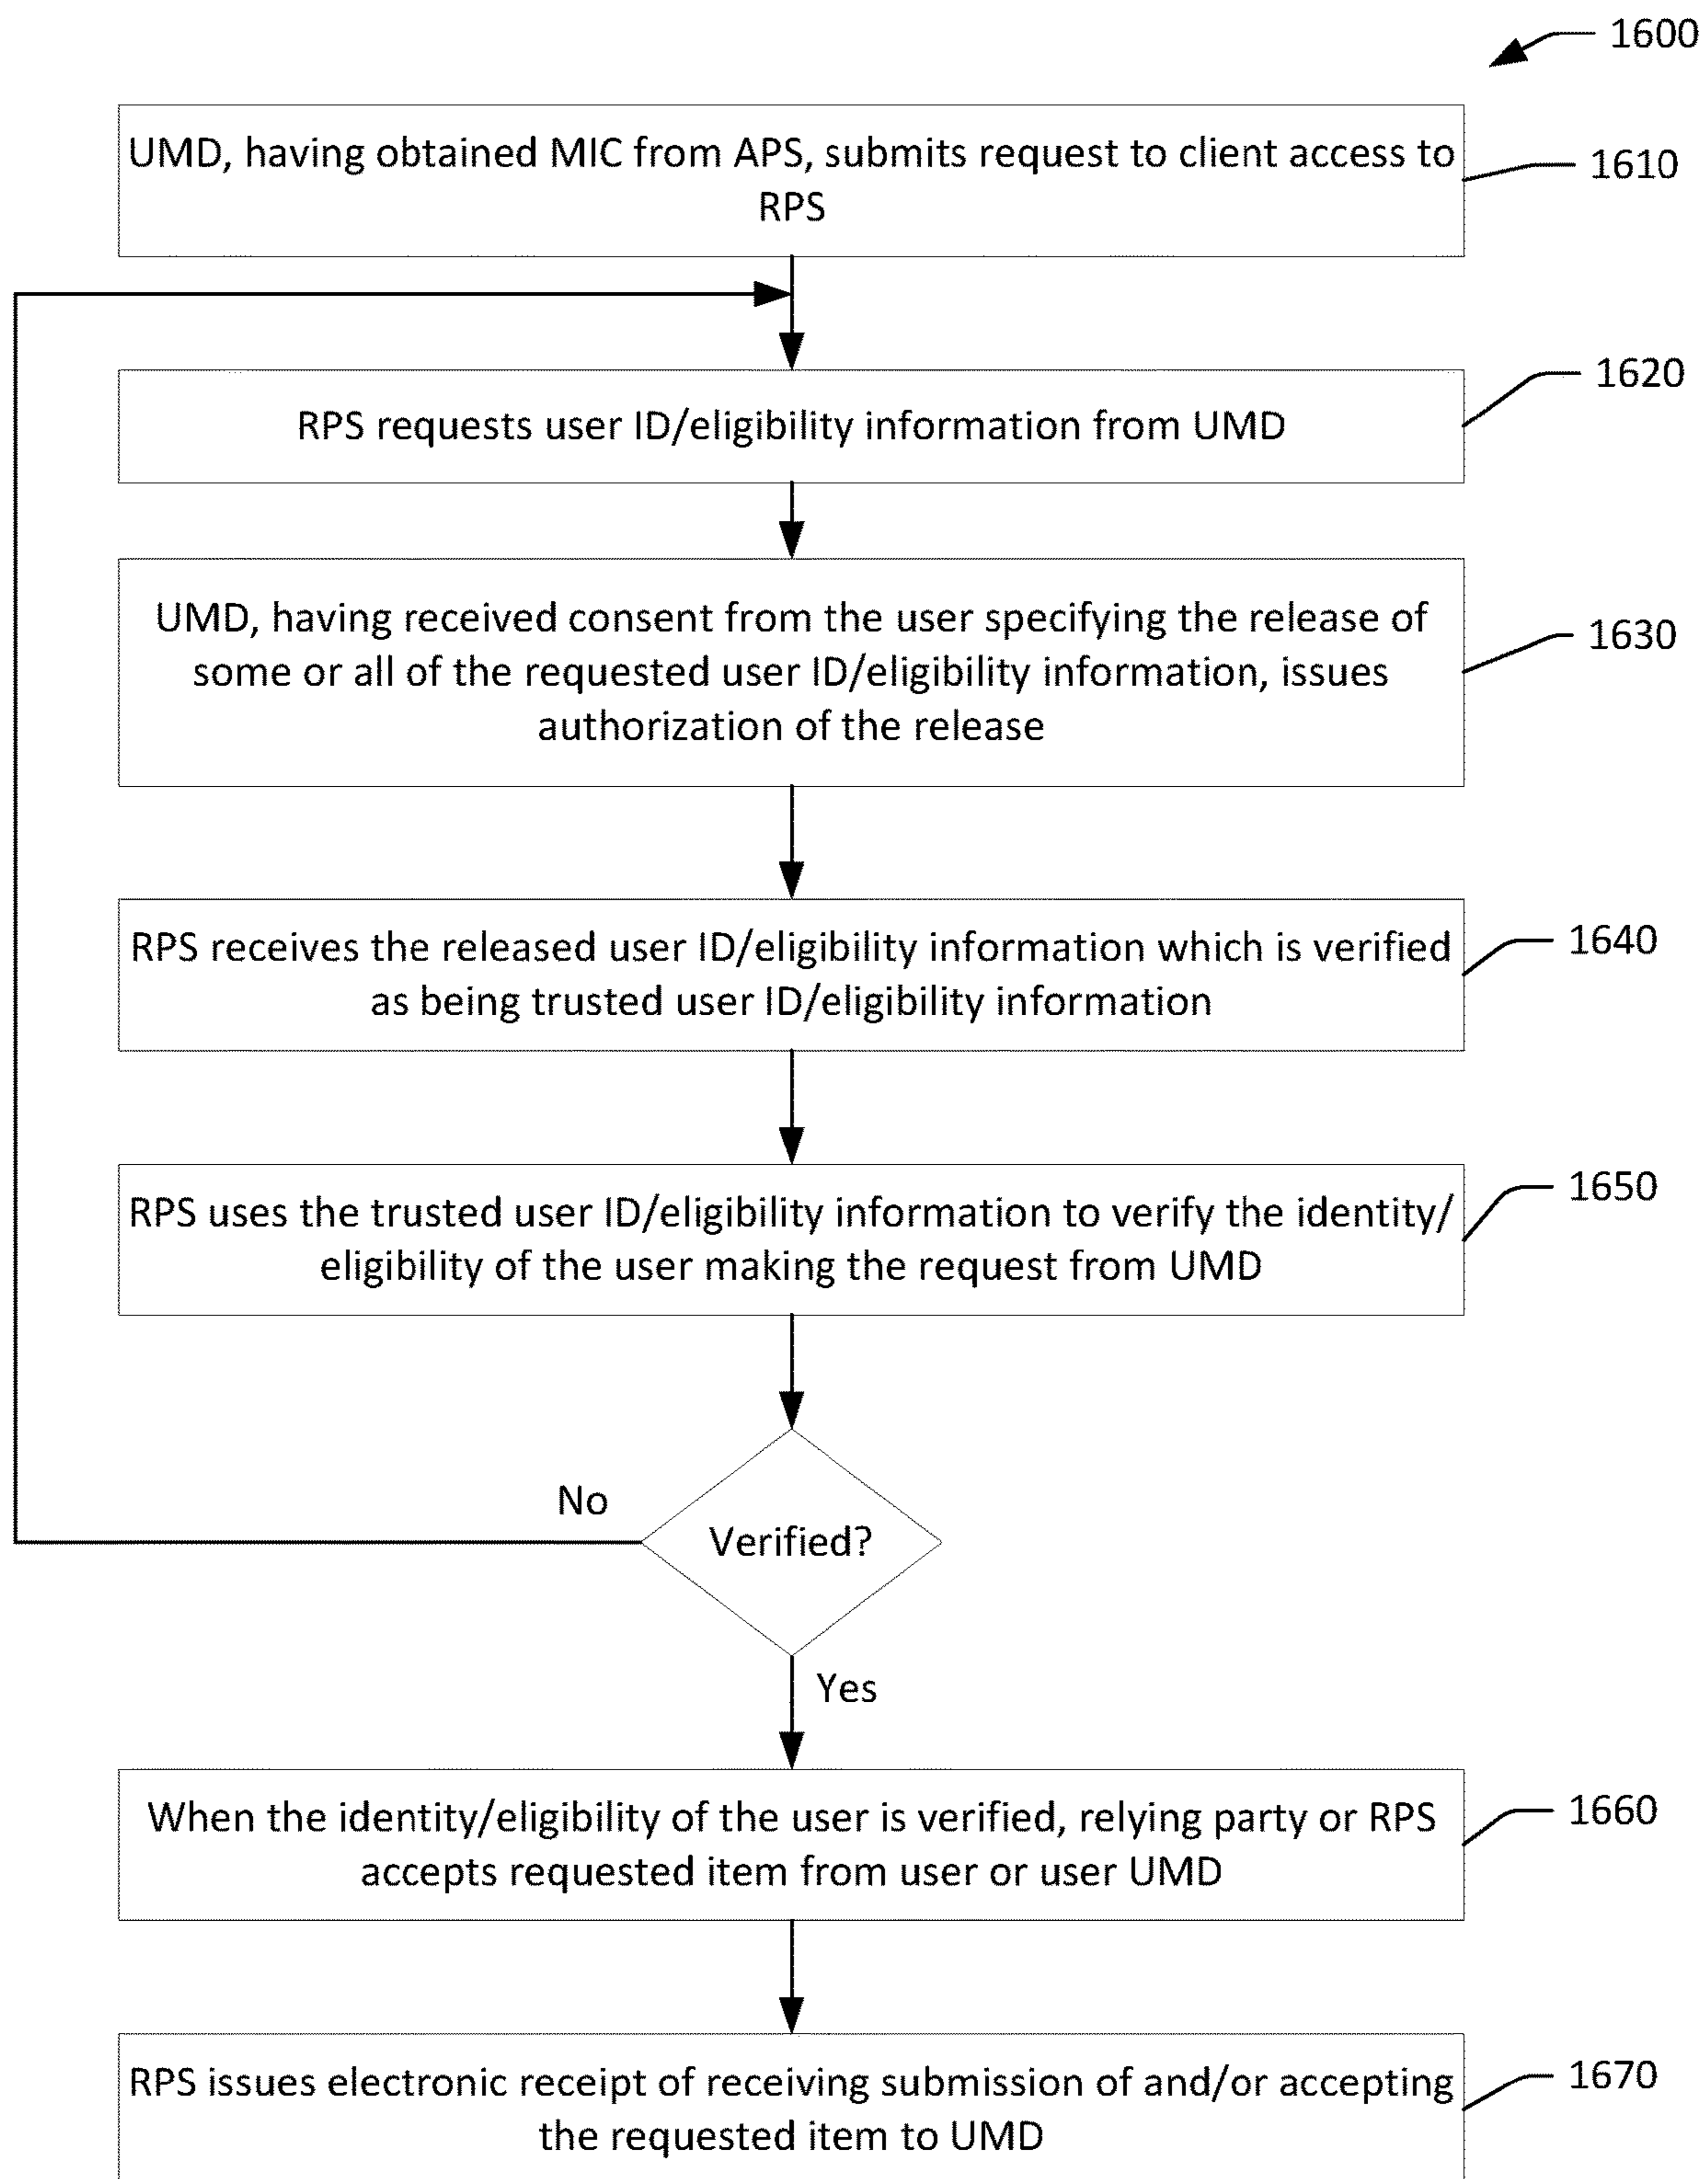 1600
UMD, having obtained MIC from APS, submits request to client access to
RPS
1610
RPS requests user ID/eligibility information from UMD
1620
UMD, having received consent from the user specifying the release of
some or all of the requested user ID/eligibility information, issues
authorization of the release
1630
RPS receives the released user ID/eligibility information which is verified
as being trusted user ID/eligibility information
1640
RPS uses the trusted user ID/eligibility information to verify the identity/
eligibility of the user making the request from UMD
1650
No
Verified?
Yes
When the identity/eligibility of the user is verified, relying party or RPS
accepts requested item from user or user UMD
1660
RPS issues electronic receipt of receiving submission of and/or accepting
the requested item to UMD
1670